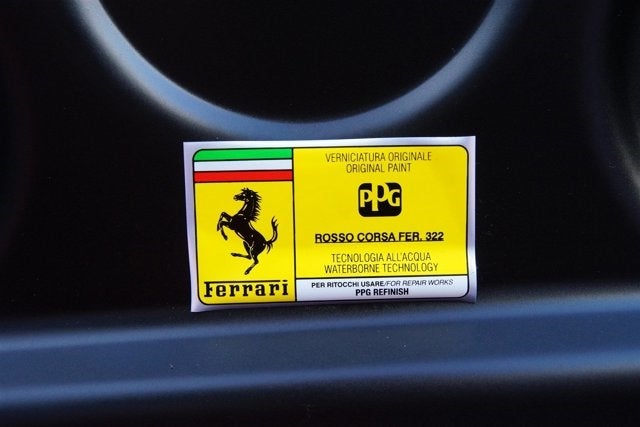 VERNICIATURA ORIGINALE
ORIGINAL PAINT
PPG
ROSSO CORSA FER. 322
TECNOLOGIA ALL'ACQUA
WATERBORNE TECHNOLOGY
Ferrari
PER RITOCCHI USARE/FOR REPAIR WORKS
PPG REFINISH